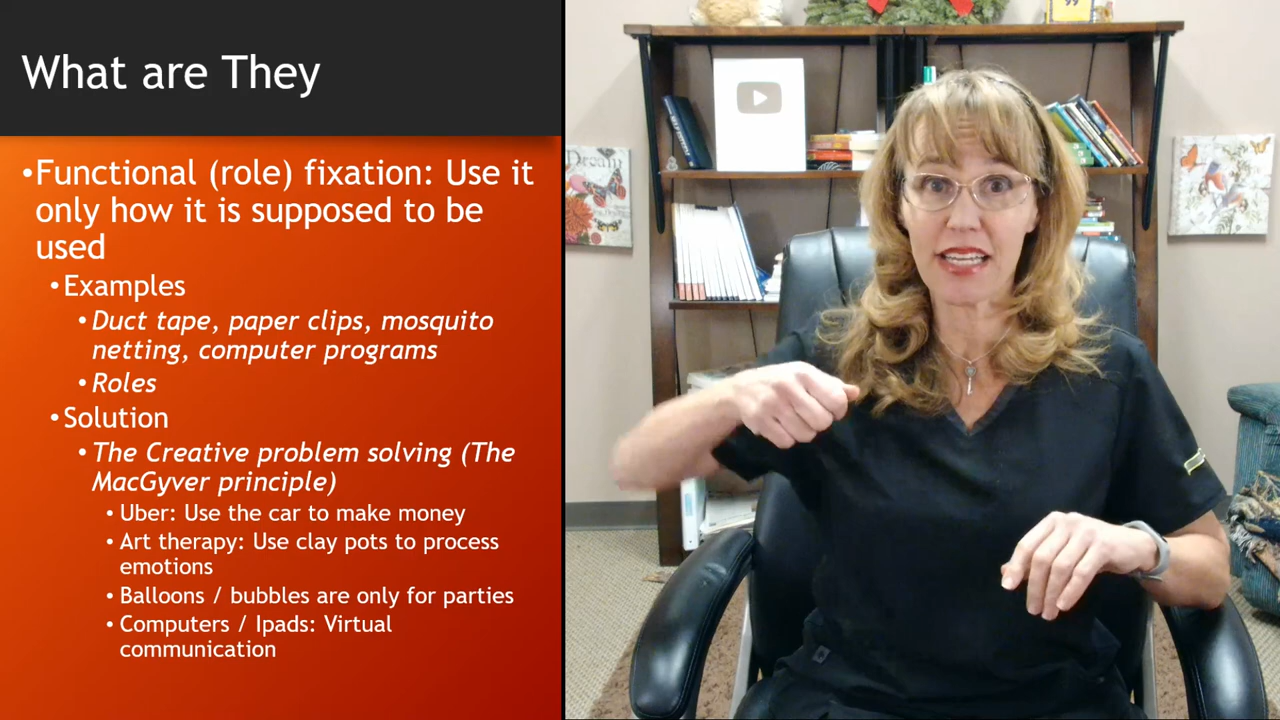 What are They
•Functional (role) fixation: Use it
only how it is supposed to be
used
•Examples
•Duct tape, paper clips, mosquito
netting, computer programs
•Roles
•Solution
•The Creative problem solving (The
MacGyver principle)
•Uber: Use the car to make money
•Art therapy: Use clay pots to process
emotions
•Balloons / bubbles are only for parties
•Computers / Ipads: Virtual
communication
Dream
99